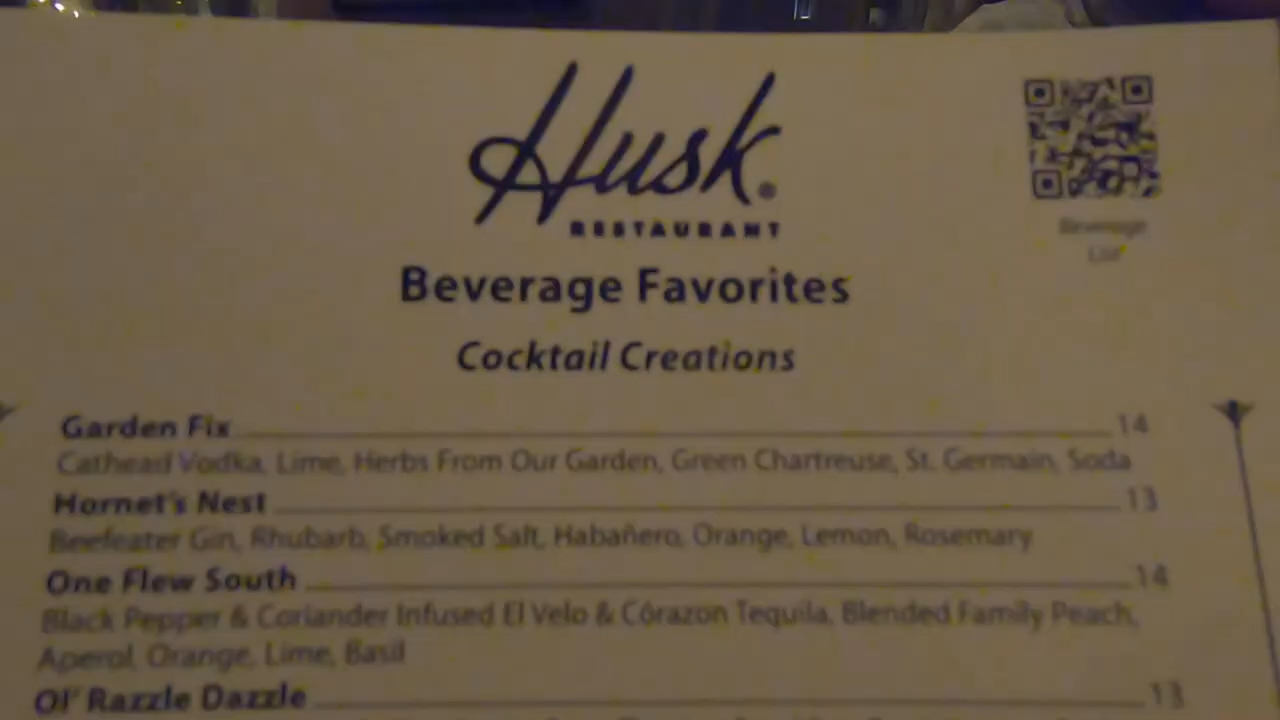 Husk
RESTAURANT
Beverage
List
Beverage Favorites
Cocktail Creations
Garden Fix 14
Cathead Vodka, Lime, Herbs From Our Garden, Green Chartreuse, St. Germain, Soda
Hornet's Nest 13
Beefeater Gin, Rhubarb, Smoked Salt, Habañero, Orange, Lemon, Rosemary
One Flew South 14
Black Pepper & Coriander Infused El Velo & Córazon Tequila, Blended Family Peach,
Aperol, Orange, Lime, Basil
Ol' Razzle Dazzle 13